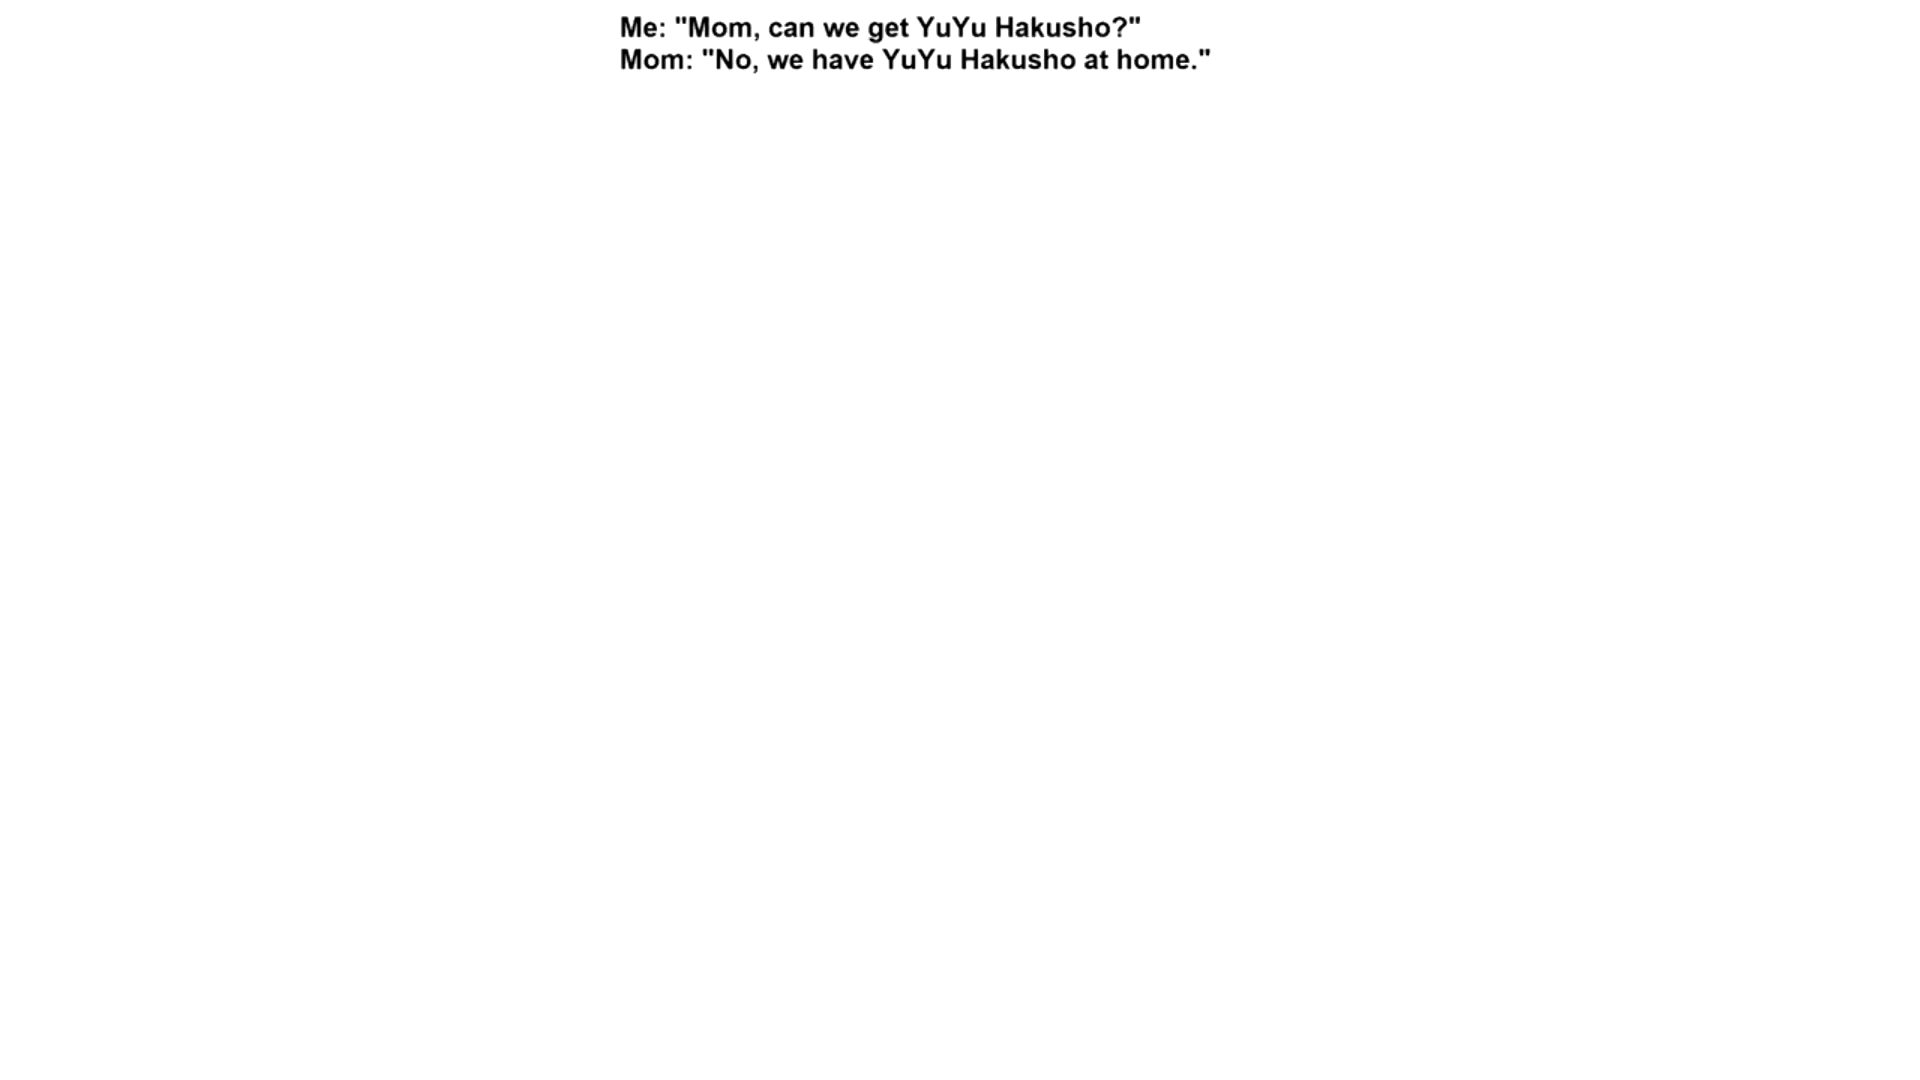 Me: "Mom, can we get YuYu Hakusho?"
Mom: "No, we have YuYu Hakusho at home."